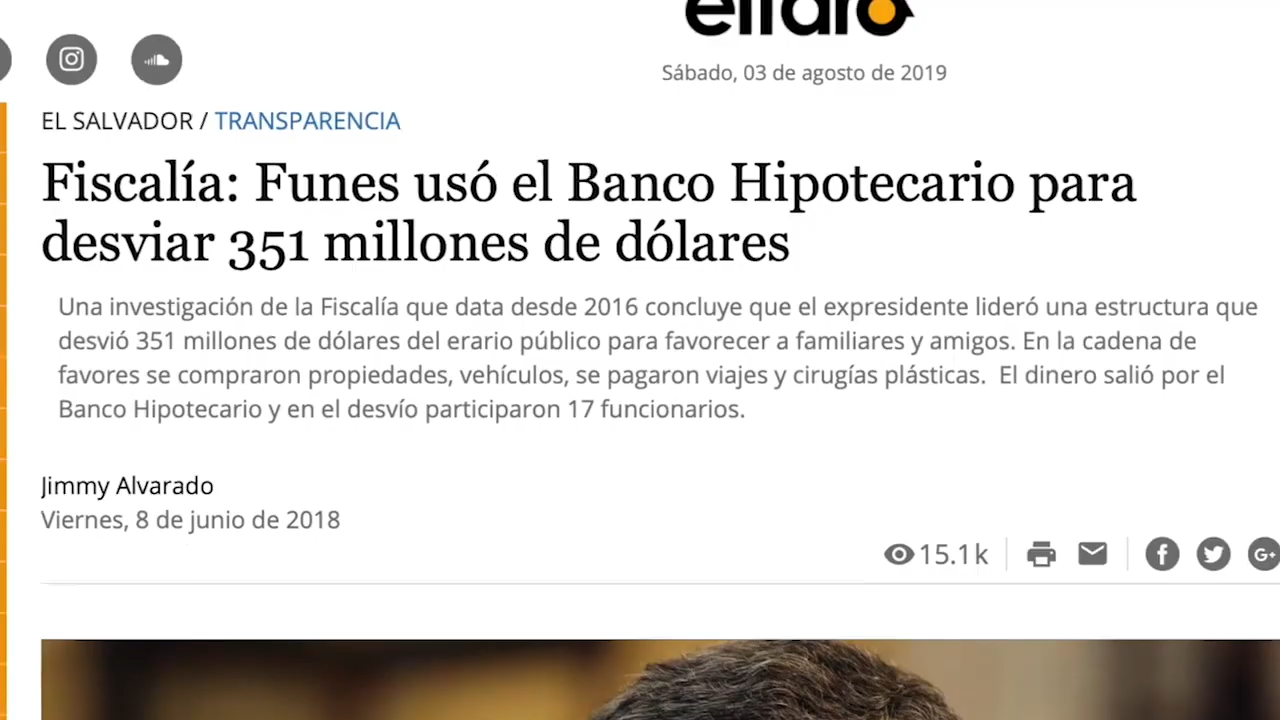 elfaro
Sábado, 03 de agosto de 2019
EL SALVADOR / TRANSPARENCIA
Fiscalía: Funes usó el Banco Hipotecario para
desviar 351 millones de dólares
Una investigación de la Fiscalía que data desde 2016 concluye que el expresidente lideró una estructura que
desvió 351 millones de dólares del erario público para favorecer a familiares y amigos. En la cadena de
favores se compraron propiedades, vehículos, se pagaron viajes y cirugías plásticas.  El dinero salió por el
Banco Hipotecario y en el desvío participaron 17 funcionarios.
Jimmy Alvarado
Viernes, 8 de junio de 2018
15.1k
G+